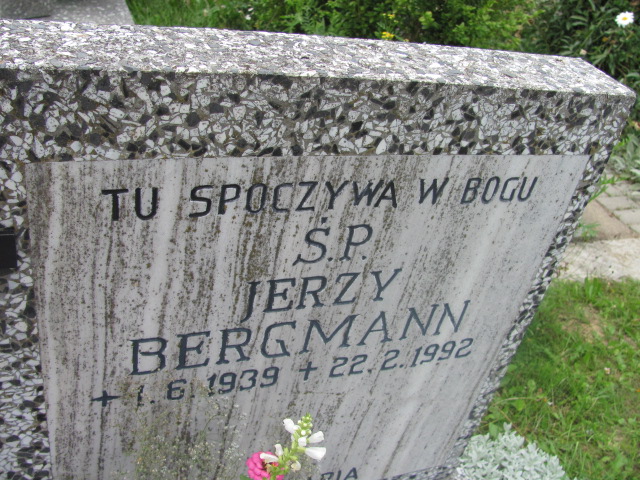 TU SPOCZYWA W BOGU
Ś.P.
JERZY
BERGMANN
+ 1.6.1939 + 22.2.1992